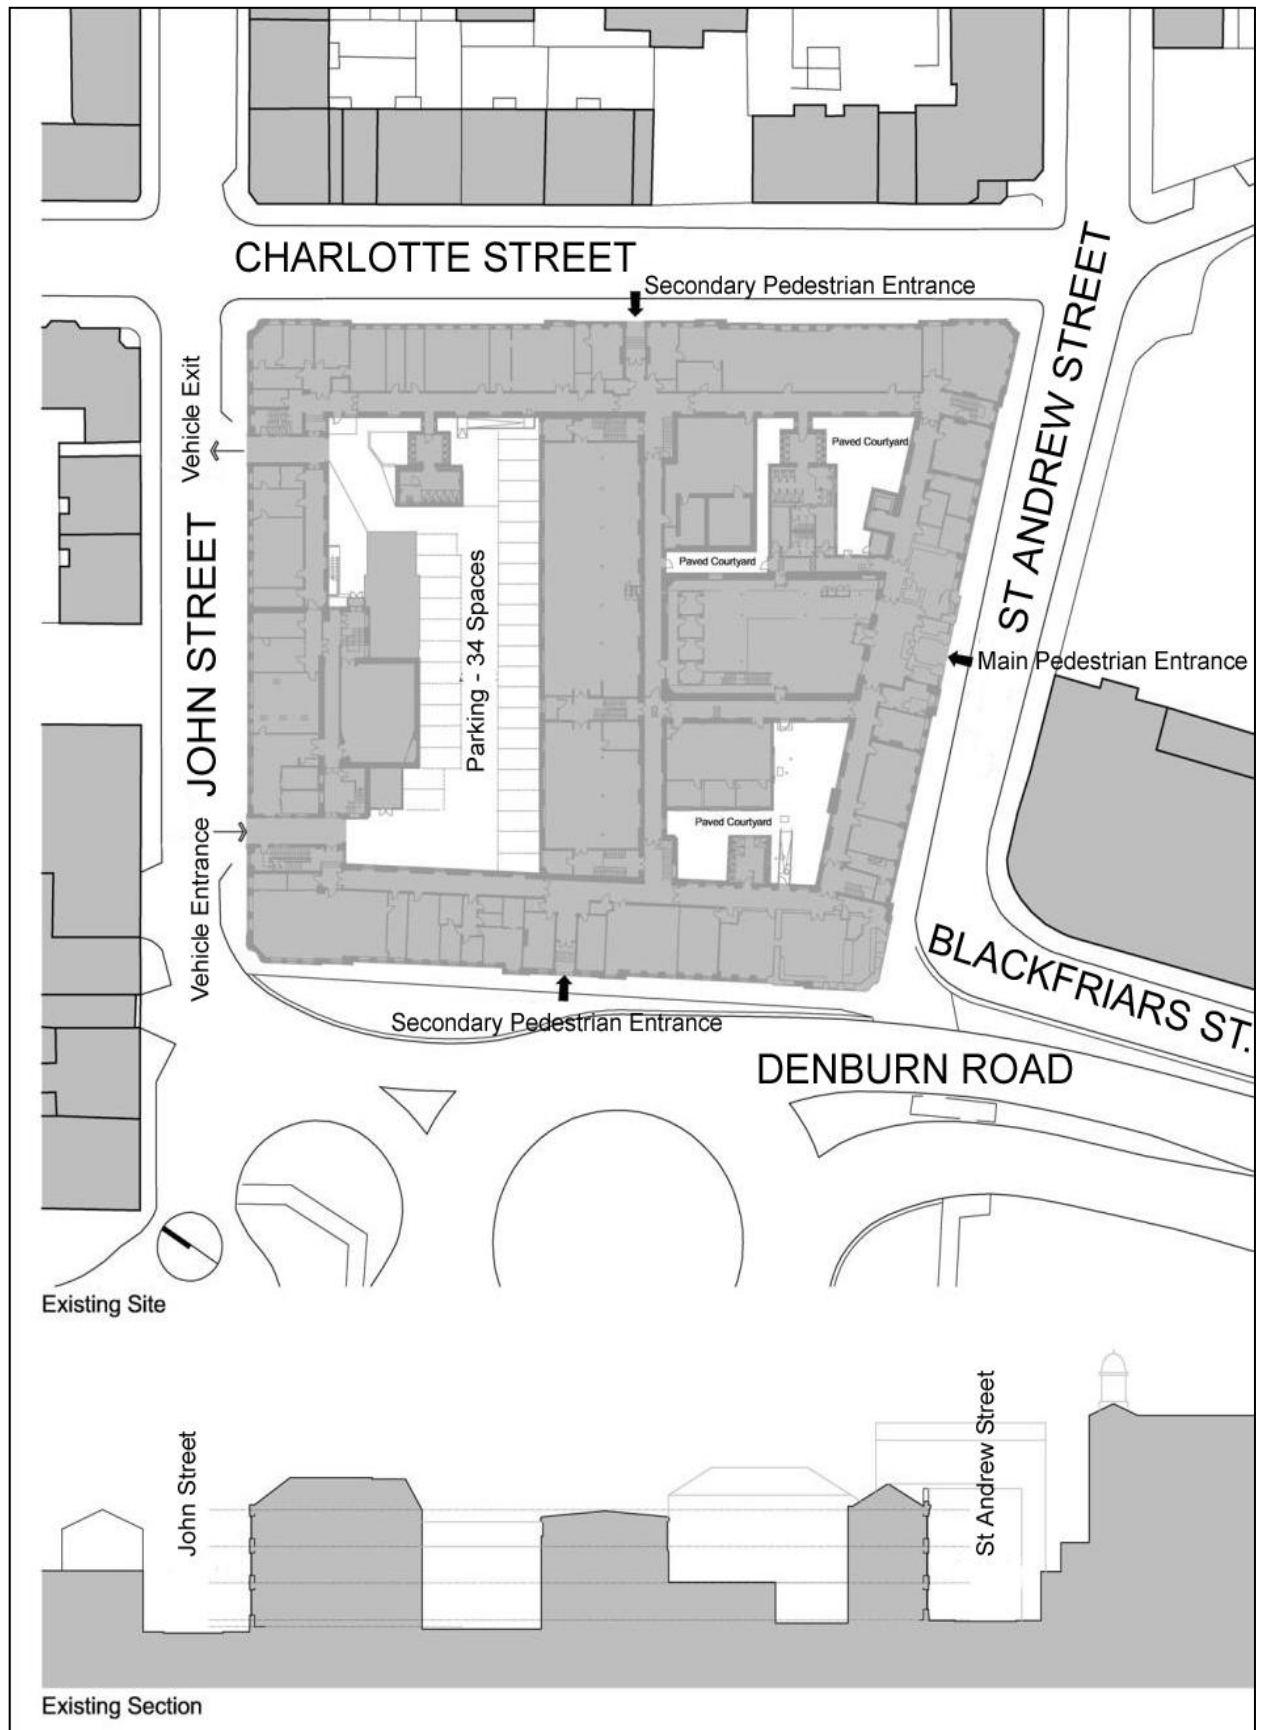 CHARLOTTE STREET
Secondary Pedestrian Entrance
ST ANDREW STREET
Vehicle Exit
Paved Courtyard
Paved Courtyard
JOHN STREET
Parking - 34 Spaces
Main Pedestrian Entrance
Vehicle Entrance
Paved Courtyard
BLACKFRIARS ST.
Secondary Pedestrian Entrance
DENBURN ROAD
Existing Site
John Street
St Andrew Street
Existing Section